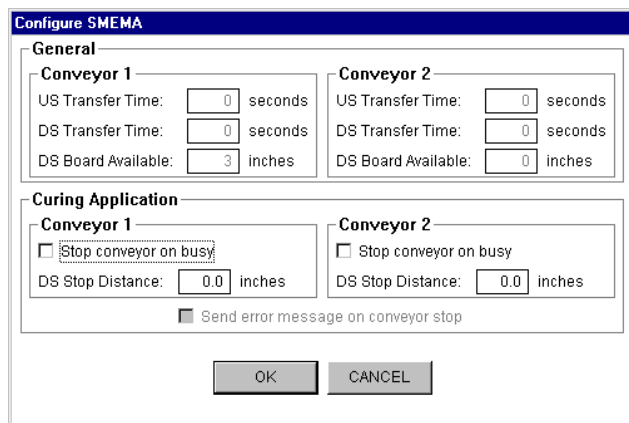 Configure SMEMA
General
Conveyor 1
US Transfer Time: 0 seconds
DS Transfer Time: 0 seconds
DS Board Available: 3 inches
Conveyor 2
US Transfer Time: 0 seconds
DS Transfer Time: 0 seconds
DS Board Available: 0 inches
Curing Application
Conveyor 1
Stop conveyor on busy
DS Stop Distance: 0.0 inches
Conveyor 2
Stop conveyor on busy
DS Stop Distance: 0.0 inches
Send error message on conveyor stop
OK
CANCEL